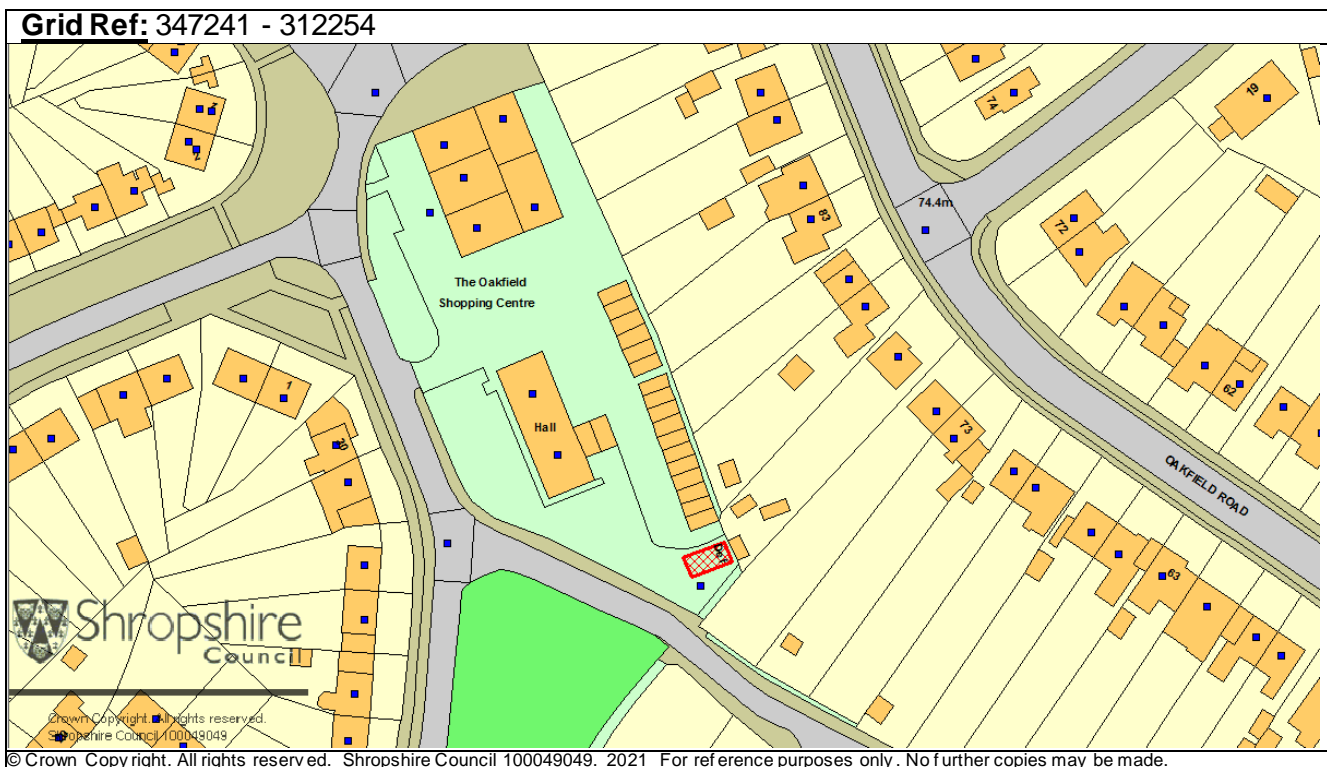 Grid Ref: 347241 - 312254
19
74
74.4m
72
83
The Oakfield
Shopping Centre
1
62
Hall
20
73
OAKFIELD ROAD
63
Shropshire
Council
Crown Copyright. All rights reserved.
Shropshire Council 100049049
© Crown Copyright. All rights reserved. Shropshire Council 100049049. 2021 For reference purposes only. No further copies may be made.